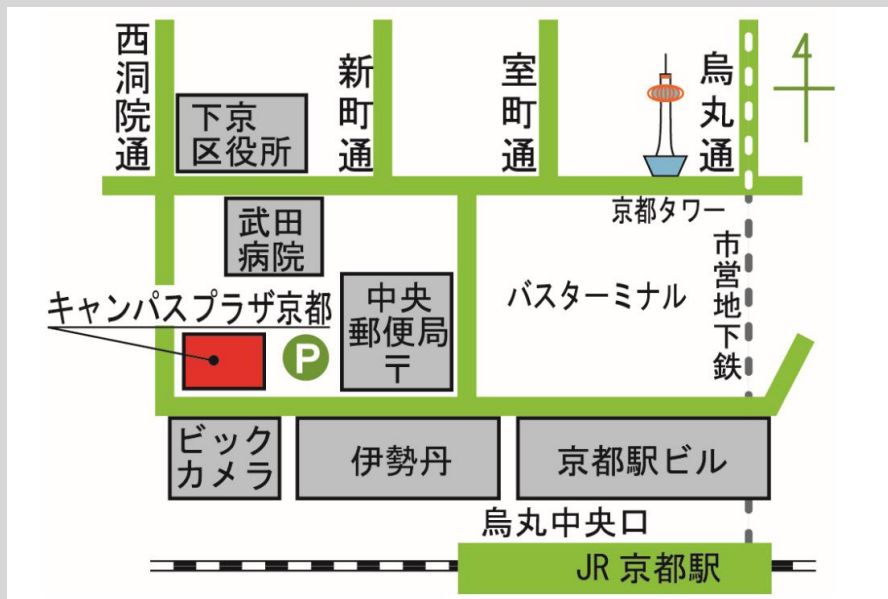 西洞院通
新町通
室町通
烏丸通
4
下京
区役所
京都タワー
武田
病院
市営地下鉄
バスターミナル
キャンパスプラザ京都
中央
郵便局
〒
P
ビック
カメラ
伊勢丹
京都駅ビル
烏丸中央口
JR 京都駅